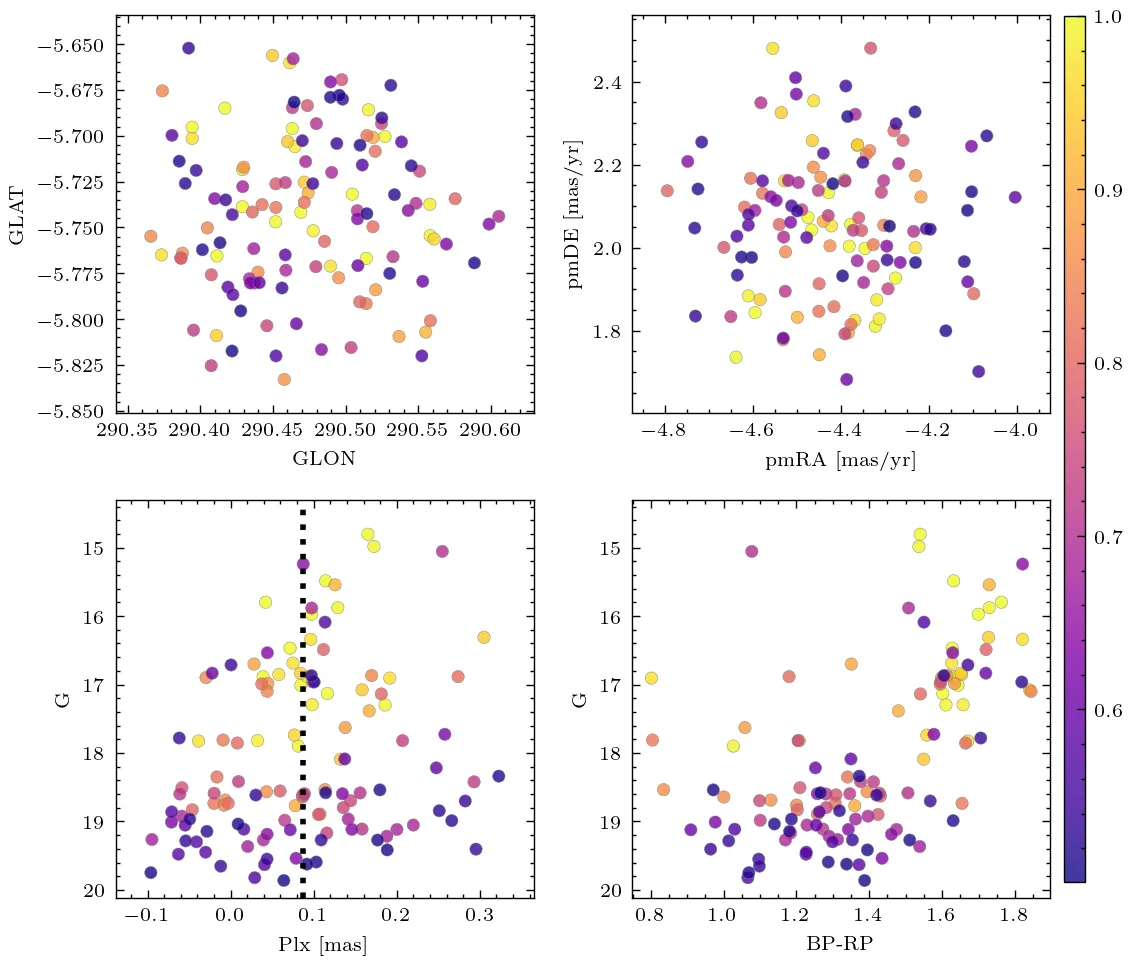 −5.650
−5.675
−5.700
−5.725
−5.750
−5.775
−5.800
−5.825
−5.850
GLAT
290.35 290.40 290.45 290.50 290.55 290.60
GLON
2.4
2.2
2.0
1.8
pmDE [mas/yr]
−4.8 −4.6 −4.4 −4.2 −4.0
pmRA [mas/yr]
1.0
0.9
0.8
0.7
0.6
15
16
17
18
19
20
G
−0.1 0.0 0.1 0.2 0.3
Plx [mas]
15
16
17
18
19
20
G
0.8 1.0 1.2 1.4 1.6 1.8
BP-RP